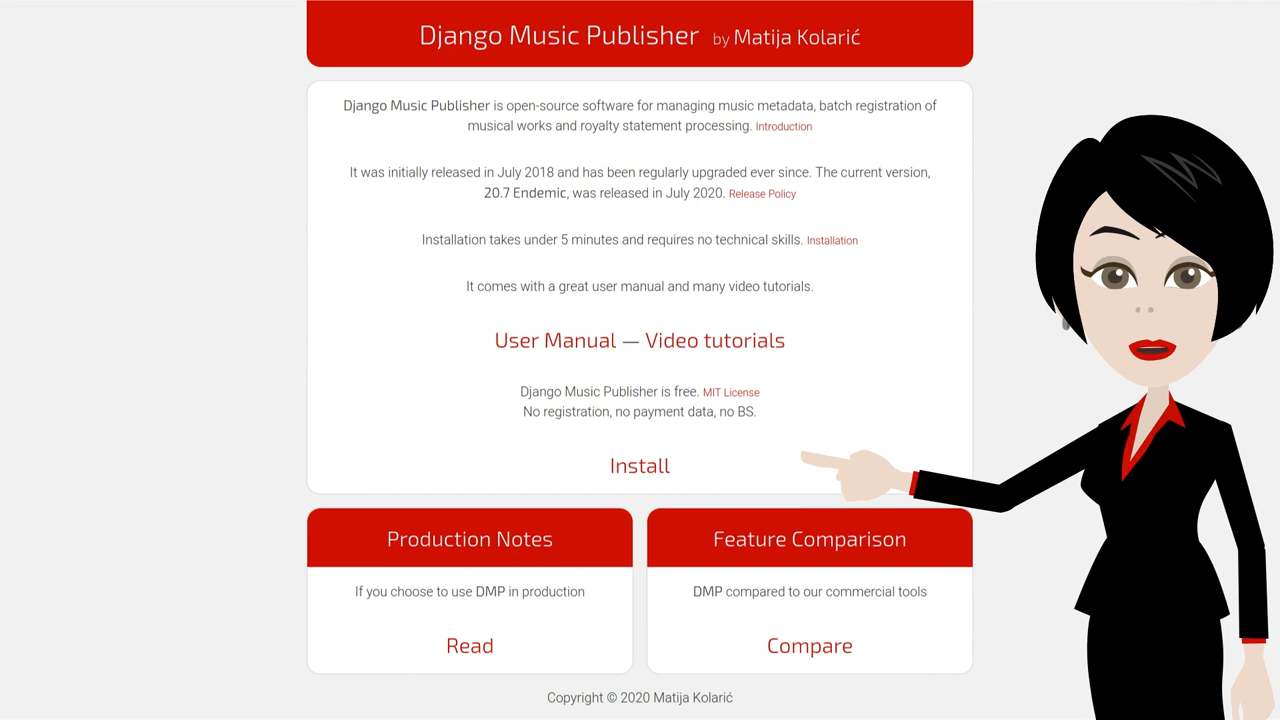 Django Music Publisher by Matija Kolarić
Django Music Publisher is open-source software for managing music metadata, batch registration of
musical works and royalty statement processing. Introduction
It was initially released in July 2018 and has been regularly upgraded ever since. The current version,
20.7 Endemic, was released in July 2020. Release Policy
Installation takes under 5 minutes and requires no technical skills. Installation
It comes with a great user manual and many video tutorials.
User Manual — Video tutorials
Django Music Publisher is free. MIT License
No registration, no payment data, no BS.
Install
Production Notes
If you choose to use DMP in production
Read
Feature Comparison
DMP compared to our commercial tools
Compare
Copyright © 2020 Matija Kolarić